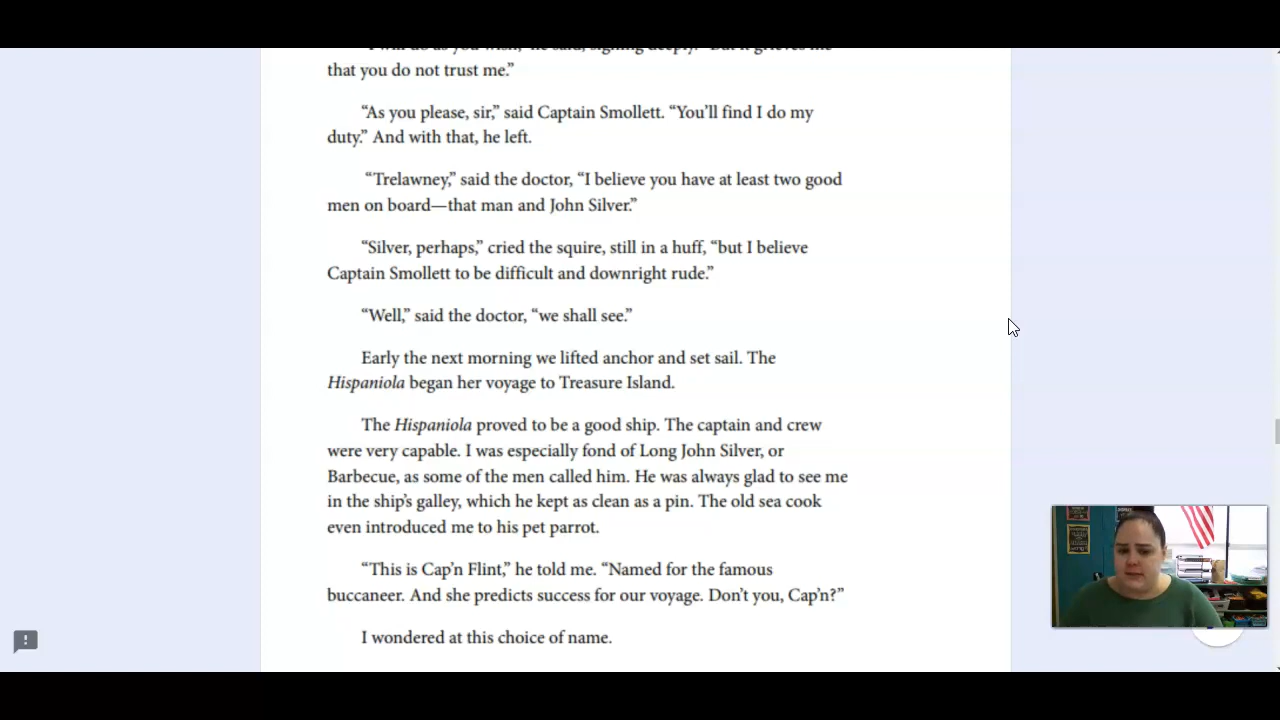 that you do not trust me.”
“As you please, sir,” said Captain Smollett. “You’ll find I do my
duty.” And with that, he left.
“Trelawney,” said the doctor, “I believe you have at least two good
men on board—that man and John Silver.”
“Silver, perhaps,” cried the squire, still in a huff, “but I believe
Captain Smollett to be difficult and downright rude.”
“Well,” said the doctor, “we shall see.”
Early the next morning we lifted anchor and set sail. The
Hispaniola began her voyage to Treasure Island.
The Hispaniola proved to be a good ship. The captain and crew
were very capable. I was especially fond of Long John Silver, or
Barbecue, as some of the men called him. He was always glad to see me
in the ship’s galley, which he kept as clean as a pin. The old sea cook
even introduced me to his pet parrot.
“This is Cap’n Flint,” he told me. “Named for the famous
buccaneer. And she predicts success for our voyage. Don’t you, Cap’n?”
I wondered at this choice of name.